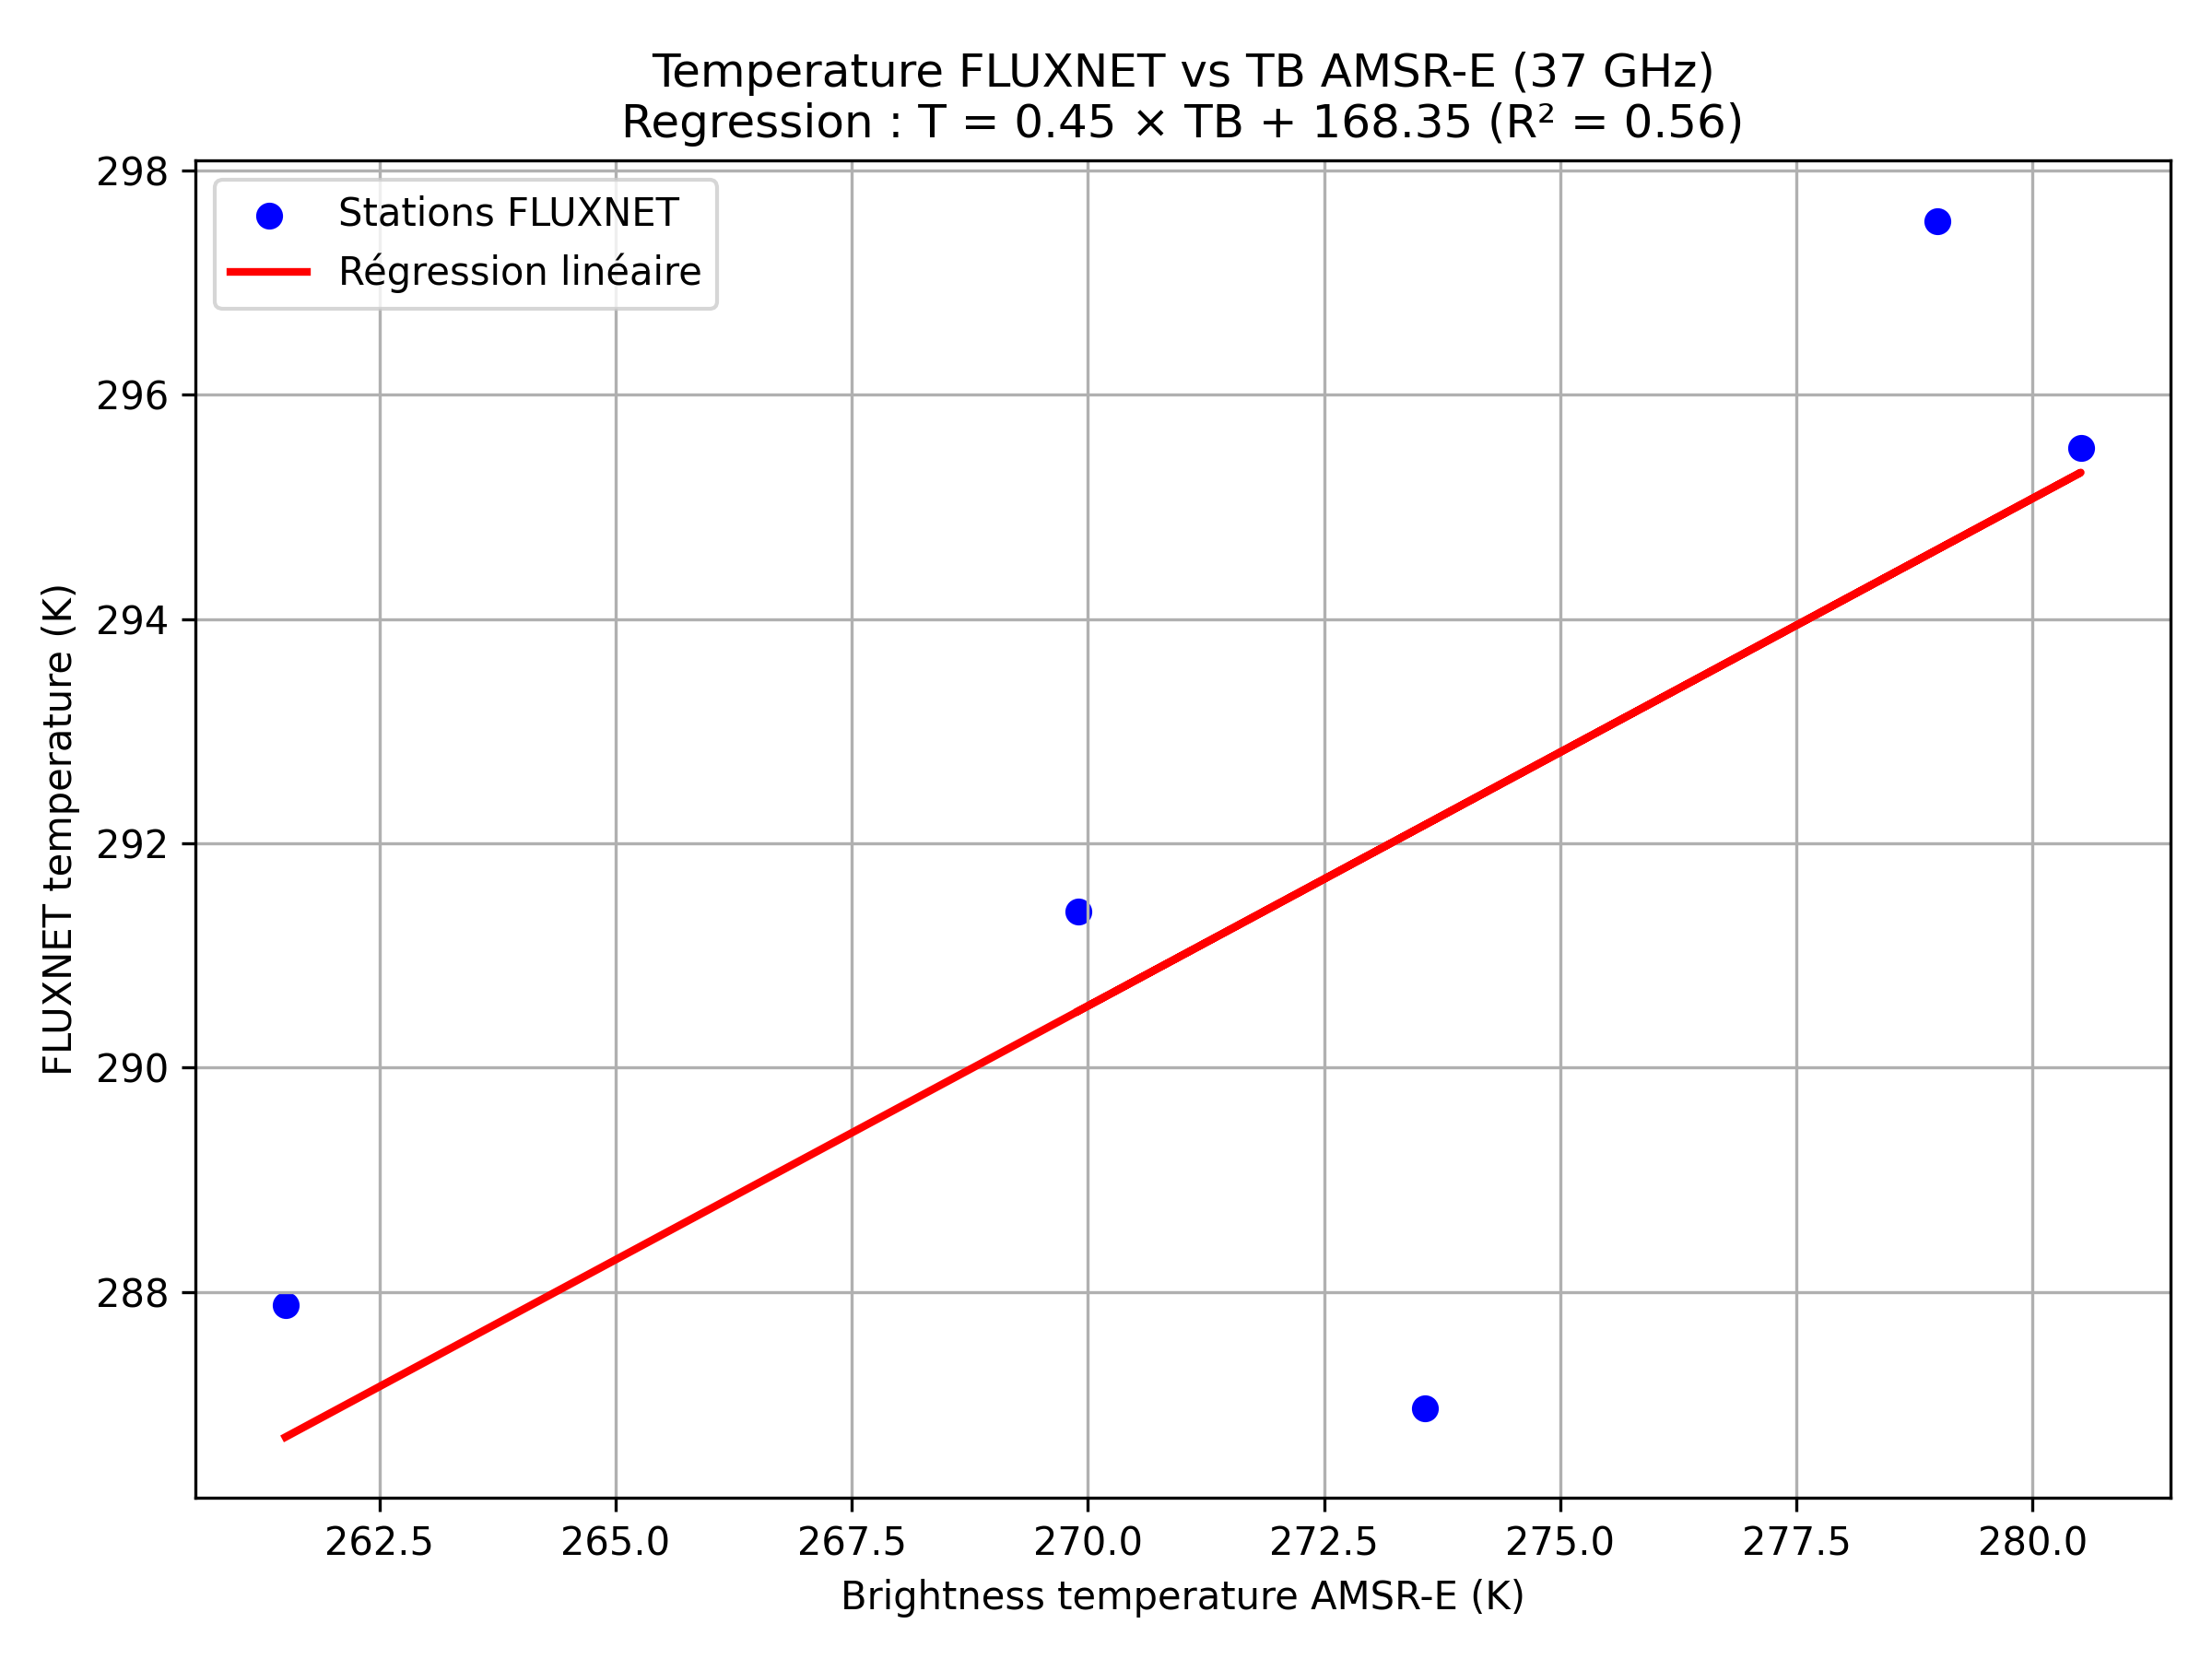 Temperature FLUXNET vs TB AMSR-E (37 GHz)
Regression : T = 0.45 × TB + 168.35 (R² = 0.56)
298
296
294
292
290
288
FLUXNET temperature (K)
Stations FLUXNET
Régression linéaire
262.5 265.0 267.5 270.0 272.5 275.0 277.5 280.0
Brightness temperature AMSR-E (K)